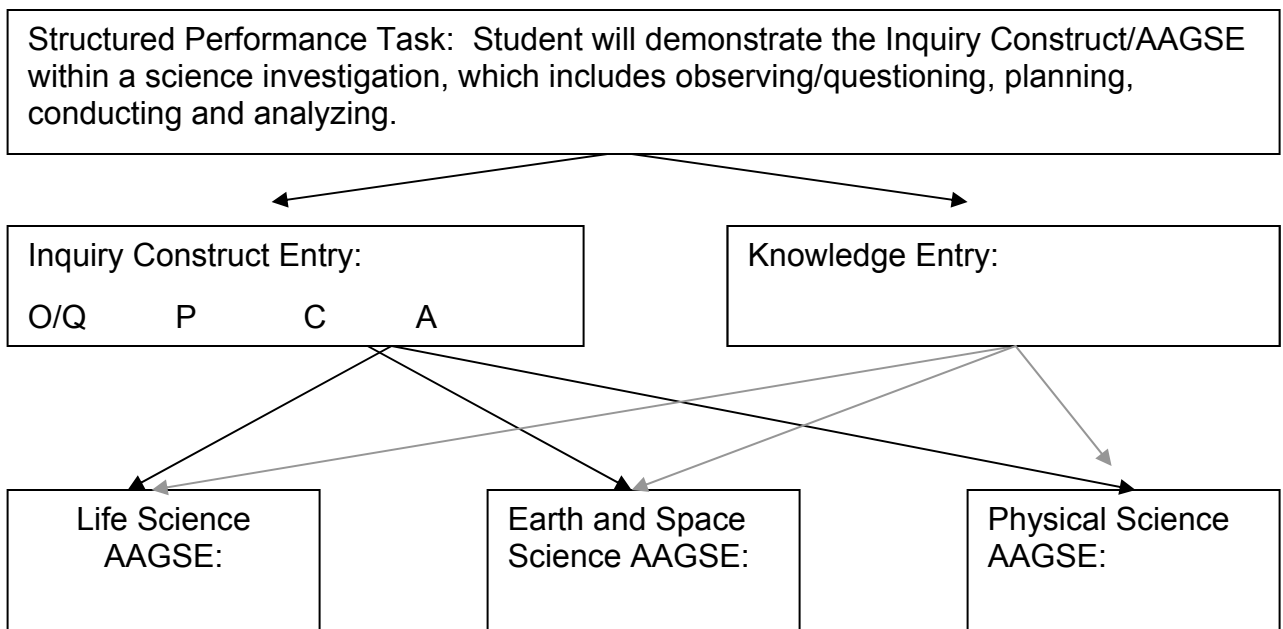 Structured Performance Task: Student will demonstrate the Inquiry Construct/AAGSE
within a science investigation, which includes observing/questioning, planning,
conducting and analyzing.
Inquiry Construct Entry:
O/Q P C A
Knowledge Entry:
Life Science
AAGSE:
Earth and Space
Science AAGSE:
Physical Science
AAGSE: